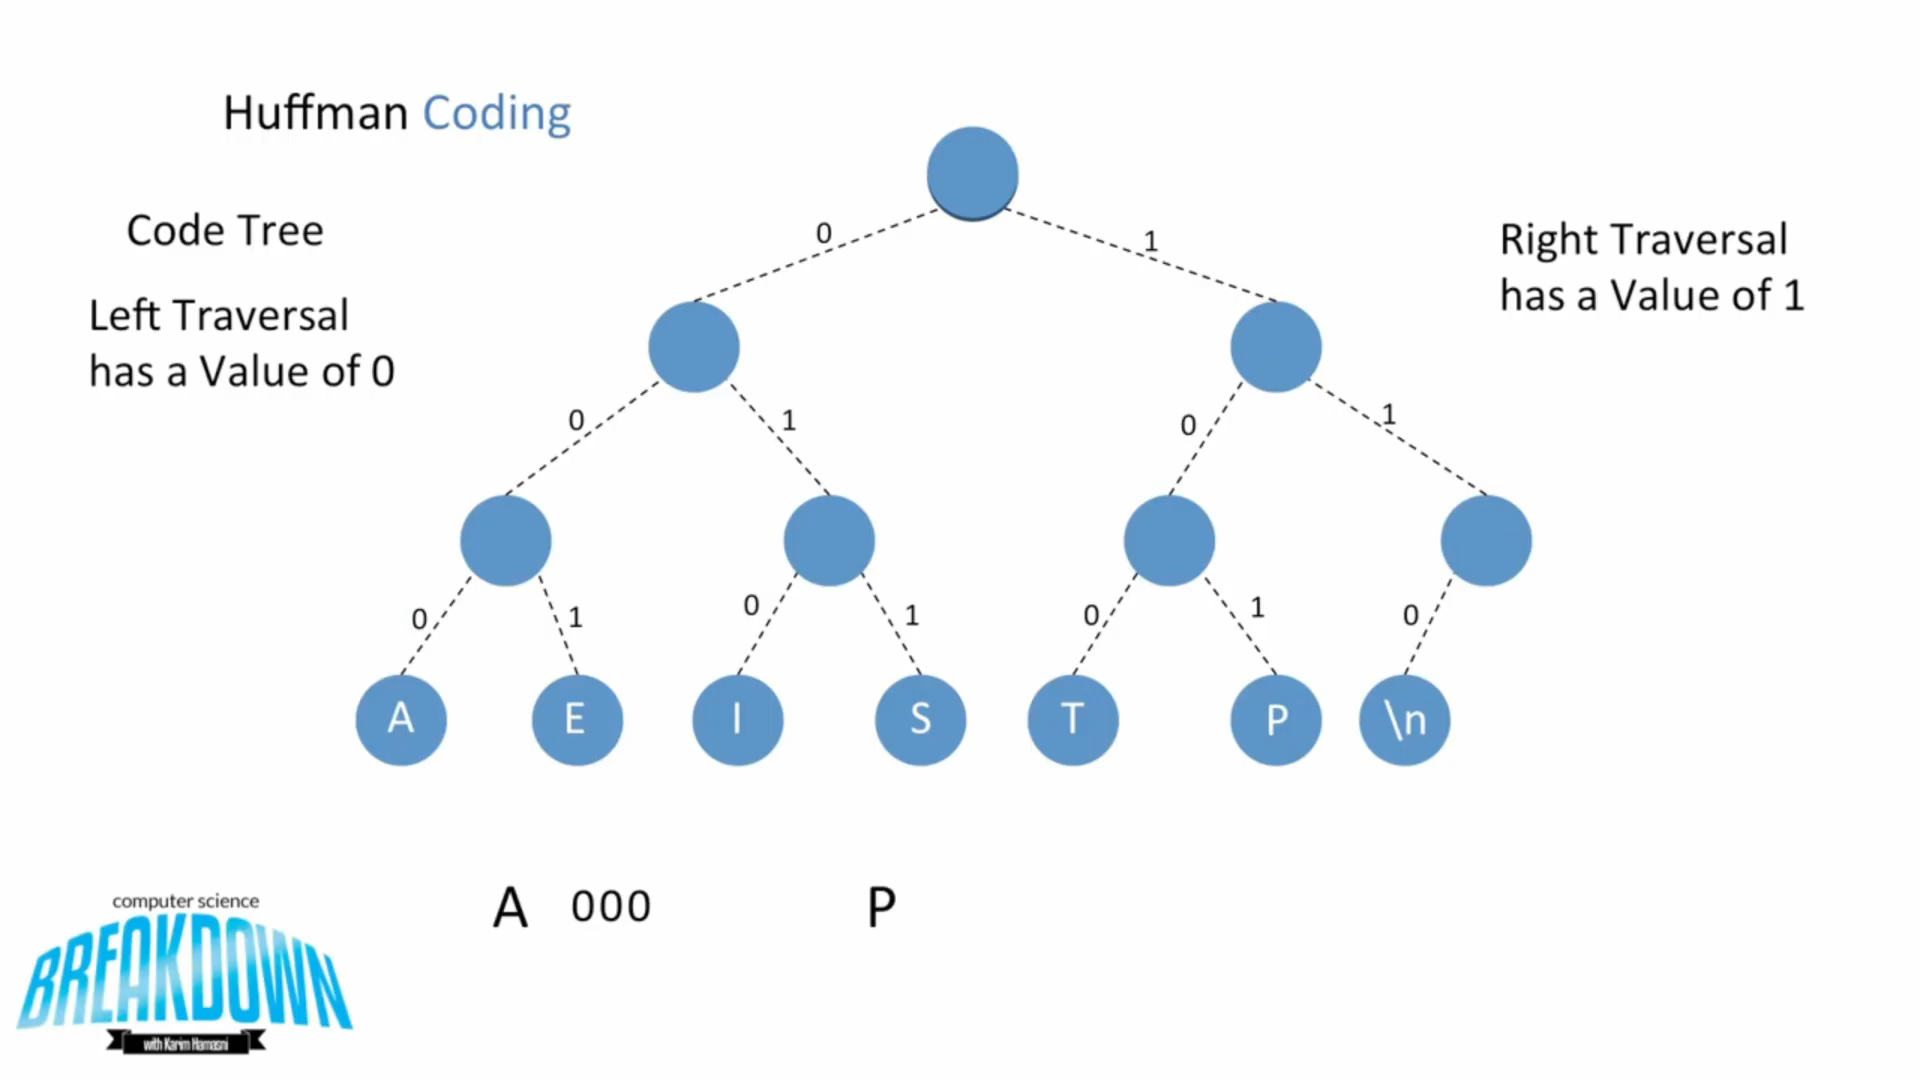 Huffman Coding
Code Tree
Left Traversal
has a Value of 0
Right Traversal
has a Value of 1
0
1
0
1
0
1
0
1
0
1
0
1
0
A
E
I
S
T
P
\n
A 000
P
computer science
BREAKDOWN
with Karim Hamasni